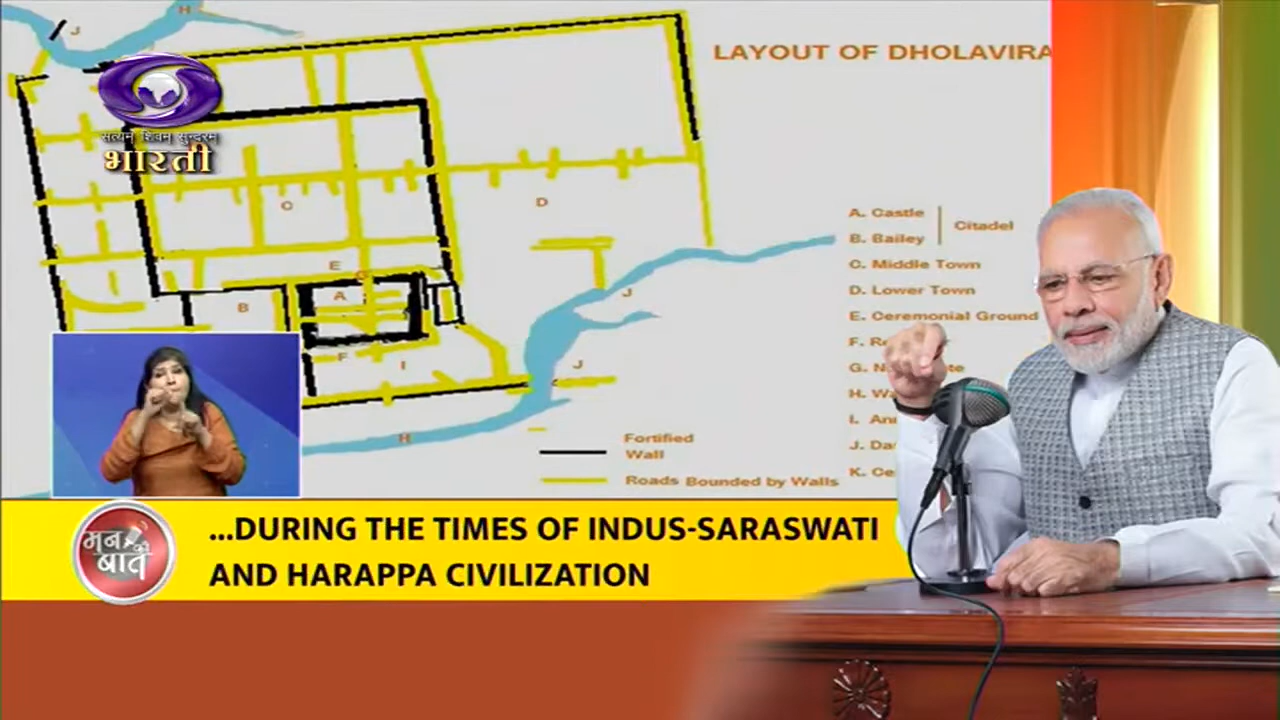 सत्यम् शिवम् सुन्दरम्
भारती
LAYOUT OF DHOLAVIRA
A. Castle
B. Bailey
Citadel
C. Middle Town
D. Lower Town
E. Ceremonial Ground
F.
G.
H.
I.
J.
K.
J
H
C
D
E
A
B
J
F
I
J
H
Fortified
Wall
Roads Bounded by Walls
मन
की
बात
...DURING THE TIMES OF INDUS-SARASWATI
AND HARAPPA CIVILIZATION